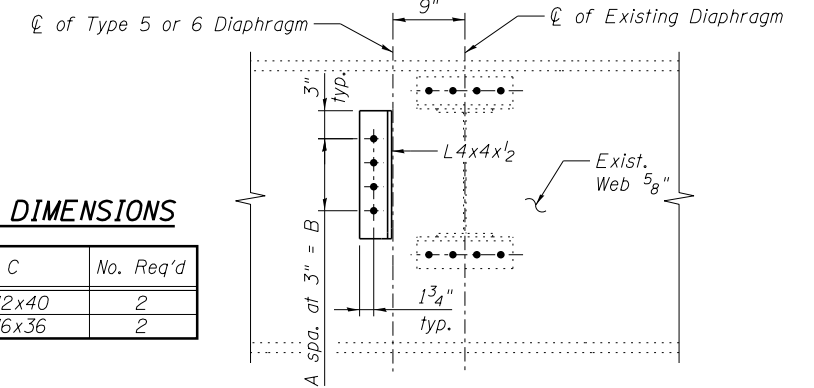 9"
℄ of Type 5 or 6 Diaphragm
℄ of Existing Diaphragm
3"
typ.
L4x4x½
Exist.
Web ⅝"
DIMENSIONS
C
No. Req'd
2x40
2
6x36
2
A spa. at 3" = B
1¾"
typ.